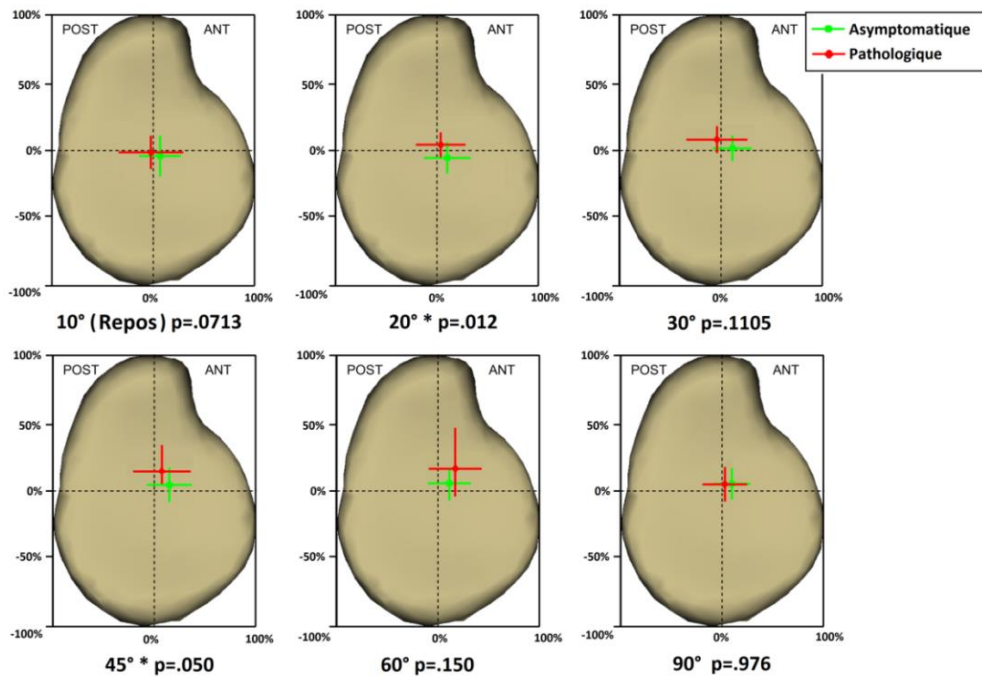 100%
POST
ANT
50%
0%
-50%
-100%
0%
100%
10° (Repos) p=.0713
100%
POST
ANT
50%
0%
-50%
-100%
0%
100%
20° * p=.012
100%
POST
ANT
50%
0%
-50%
-100%
0%
100%
30° p=.1105
Asymptomatique
Pathologique
100%
POST
ANT
50%
0%
-50%
-100%
0%
100%
45° * p=.050
100%
POST
ANT
50%
0%
-50%
-100%
0%
100%
60° p=.150
100%
POST
ANT
50%
0%
-50%
-100%
0%
100%
90° p=.976